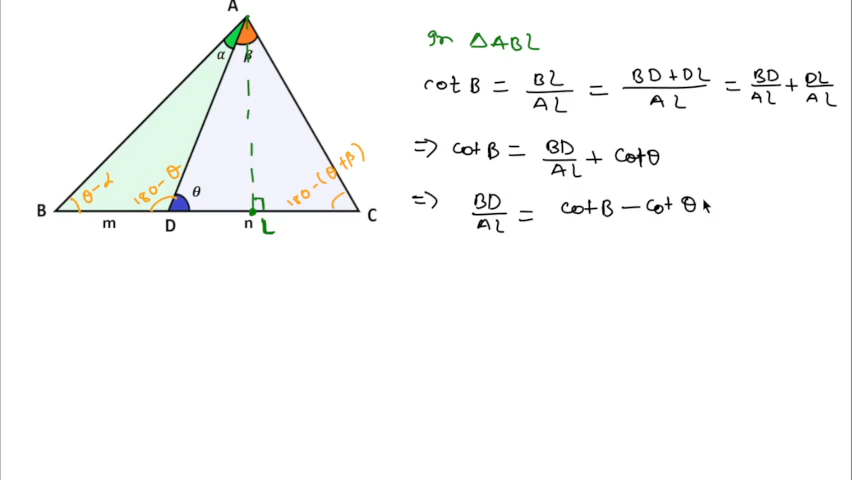 A
In ΔABL
α
β
cot B = BL/AL = (BD+DL)/AL = BD/AL + DL/AL
=> cot B = BD/AL + cot θ
θ-α
180-θ
θ
180-(θ+β)
=> BD/AL = cot B - cot θ
B
m
D
n
L
C